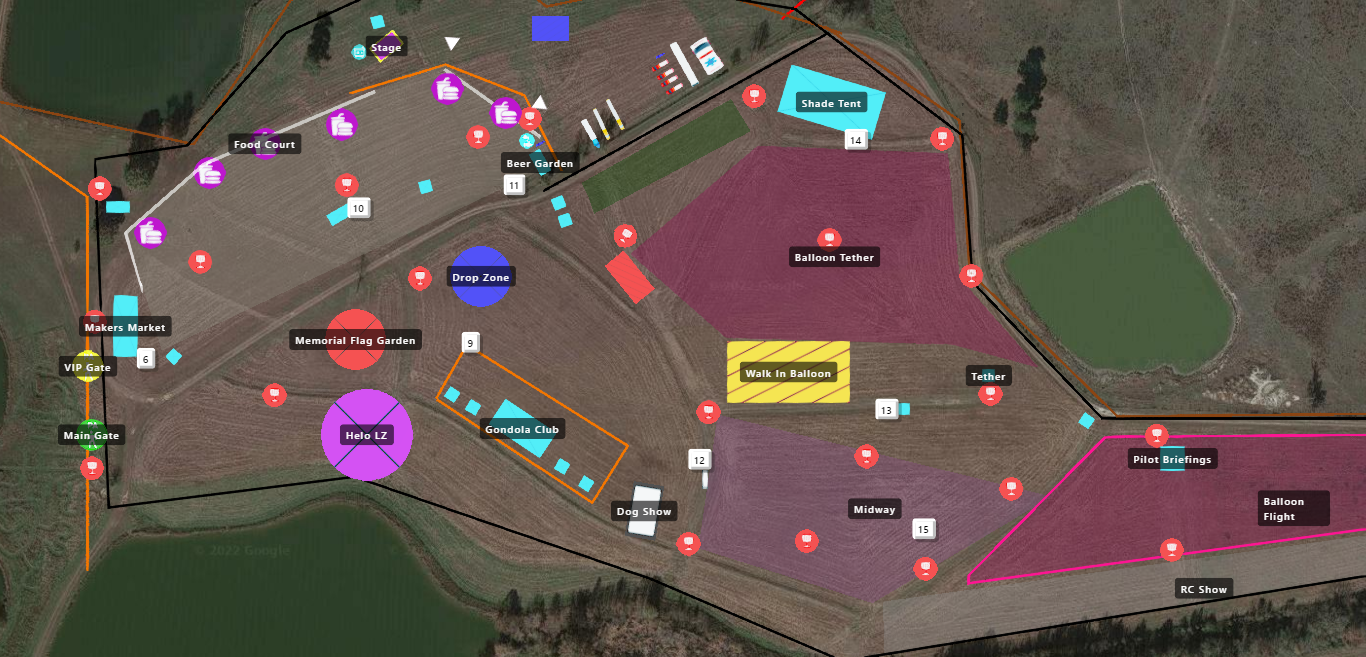 Stage
Shade Tent
14
Food Court
Beer Garden
11
10
Balloon Tether
Drop Zone
Makers Market
Memorial Flag Garden
9
6
VIP Gate
Walk In Balloon
Tether
13
Main Gate
Helo LZ
Gondola Club
12
Pilot Briefings
Dog Show
Midway
Balloon
Flight
15
© 2022 Google
RC Show